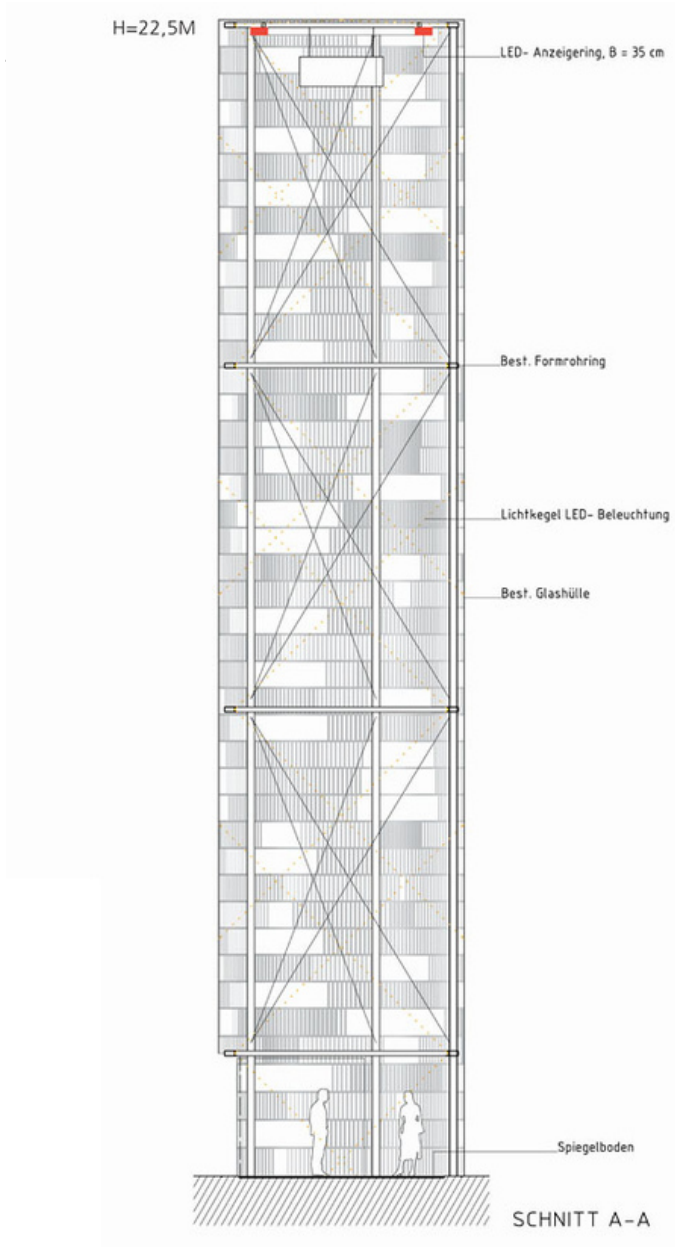 H=22,5M
LED- Anzeigering, B = 35 cm
Best. Formrohring
Lichtkegel LED- Beleuchtung
Best. Glashülle
Spiegelboden
SCHNITT A-A